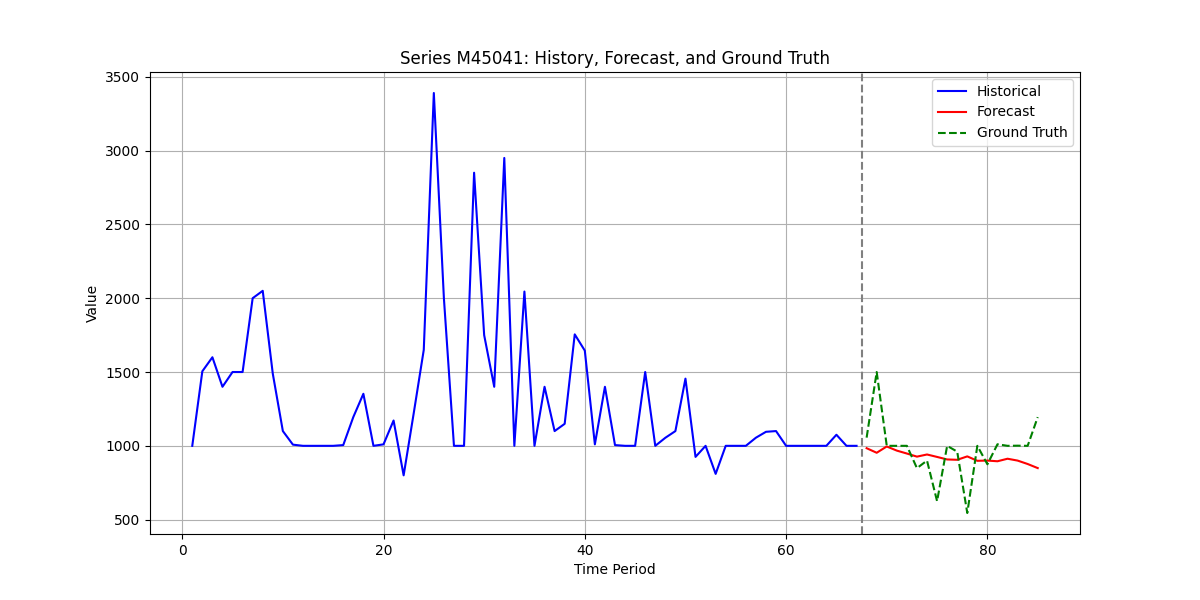 Series M45041: History, Forecast, and Ground Truth
Value
3500
3000
2500
2000
1500
1000
500
Historical
Forecast
Ground Truth
0
20
40
60
80
Time Period